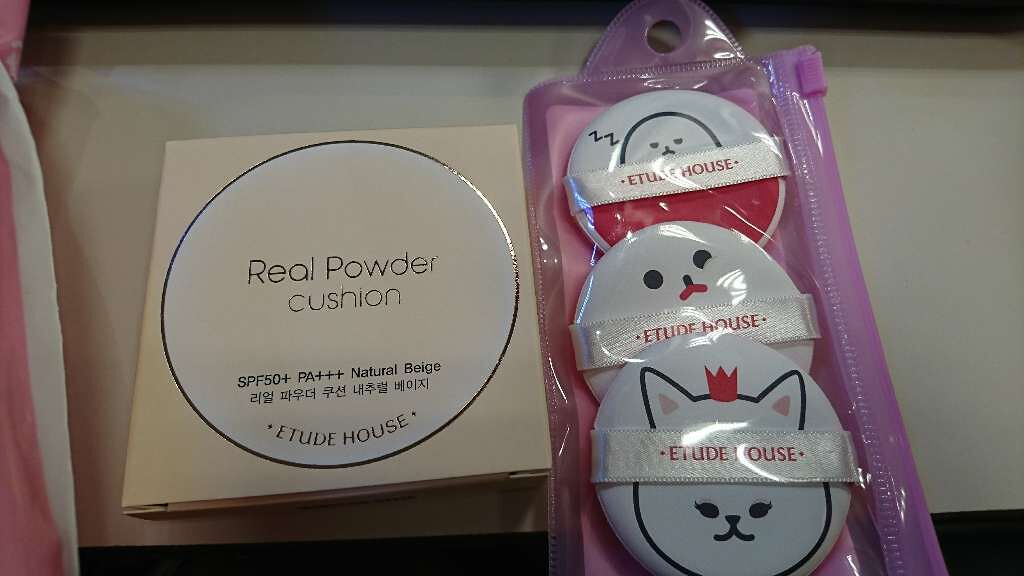 Real Powder
cushion
SPF50+ PA+++ Natural Beige
리얼 파우더 쿠션 내추럴 베이지
•ETUDE HOUSE•
zz
•ETUDE HOUSE•
•ETUDE HOUSE•
•ETUDE HOUSE•